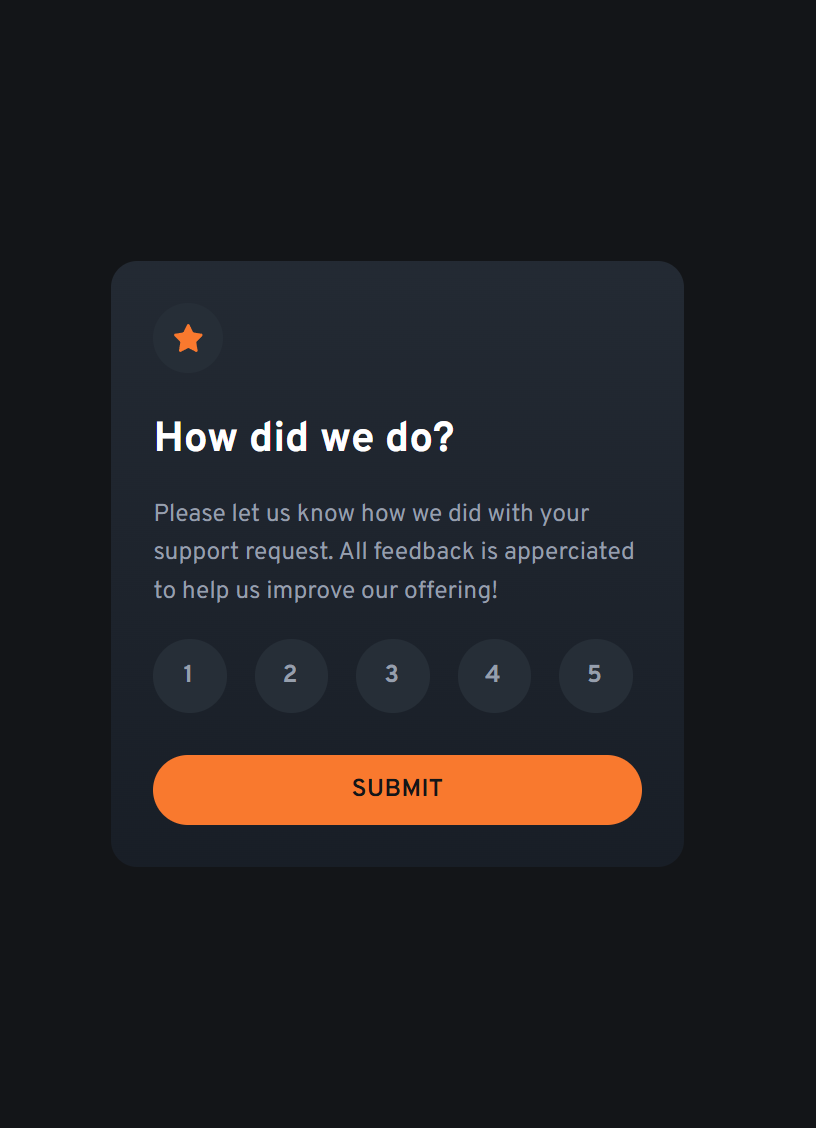 How did we do?
Please let us know how we did with your
support request. All feedback is apperciated
to help us improve our offering!
1 2 3 4 5
SUBMIT